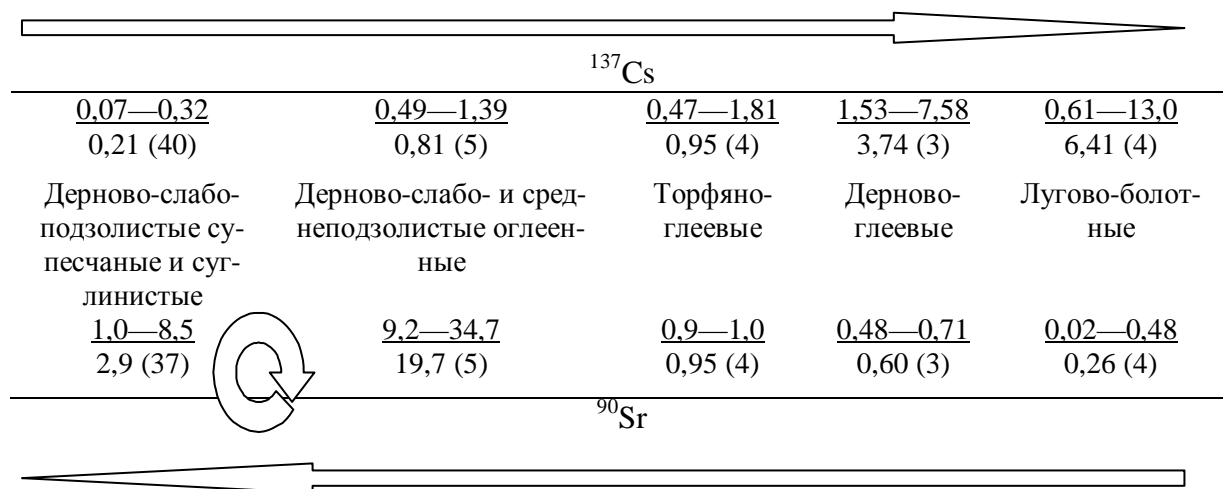 137Cs
0,07—0,32 0,49—1,39 0,47—1,81 1,53—7,58 0,61—13,0
0,21 (40) 0,81 (5) 0,95 (4) 3,74 (3) 6,41 (4)
Дерново-слабо- Дерново-слабо- и сред- Торфяно- Дерново- Лугово-болот-
подзолистые су- неподзолистые оглеен- глеевые глеевые ные
песчаные и суг- ные
линистые
1,0—8,5 9,2—34,7 0,9—1,0 0,48—0,71 0,02—0,48
2,9 (37) 19,7 (5) 0,95 (4) 0,60 (3) 0,26 (4)
90Sr